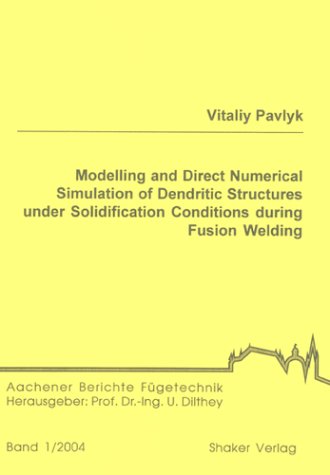 Vitaliy Pavlyk
Modelling and Direct Numerical
Simulation of Dendritic Structures
under Solidification Conditions during
Fusion Welding
Aachener Berichte Fügetechnik
Herausgeber: Prof. Dr.-Ing. U. Dilthey
Band 1/2004 Shaker Verlag